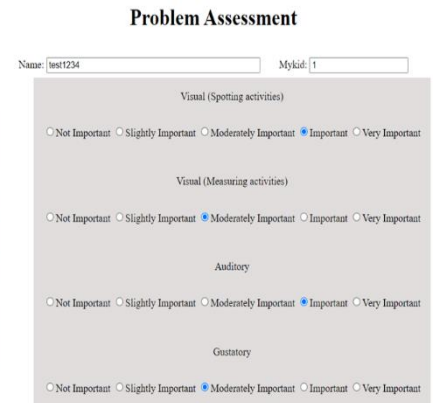 Problem Assessment
Name: test1234 Mykid: 1
Visual (Spotting activities)
Not Important Slightly Important Moderately Important Important Very Important
Visual (Measuring activities)
Not Important Slightly Important Moderately Important Important Very Important
Auditory
Not Important Slightly Important Moderately Important Important Very Important
Gustatory
Not Important Slightly Important Moderately Important Important Very Important